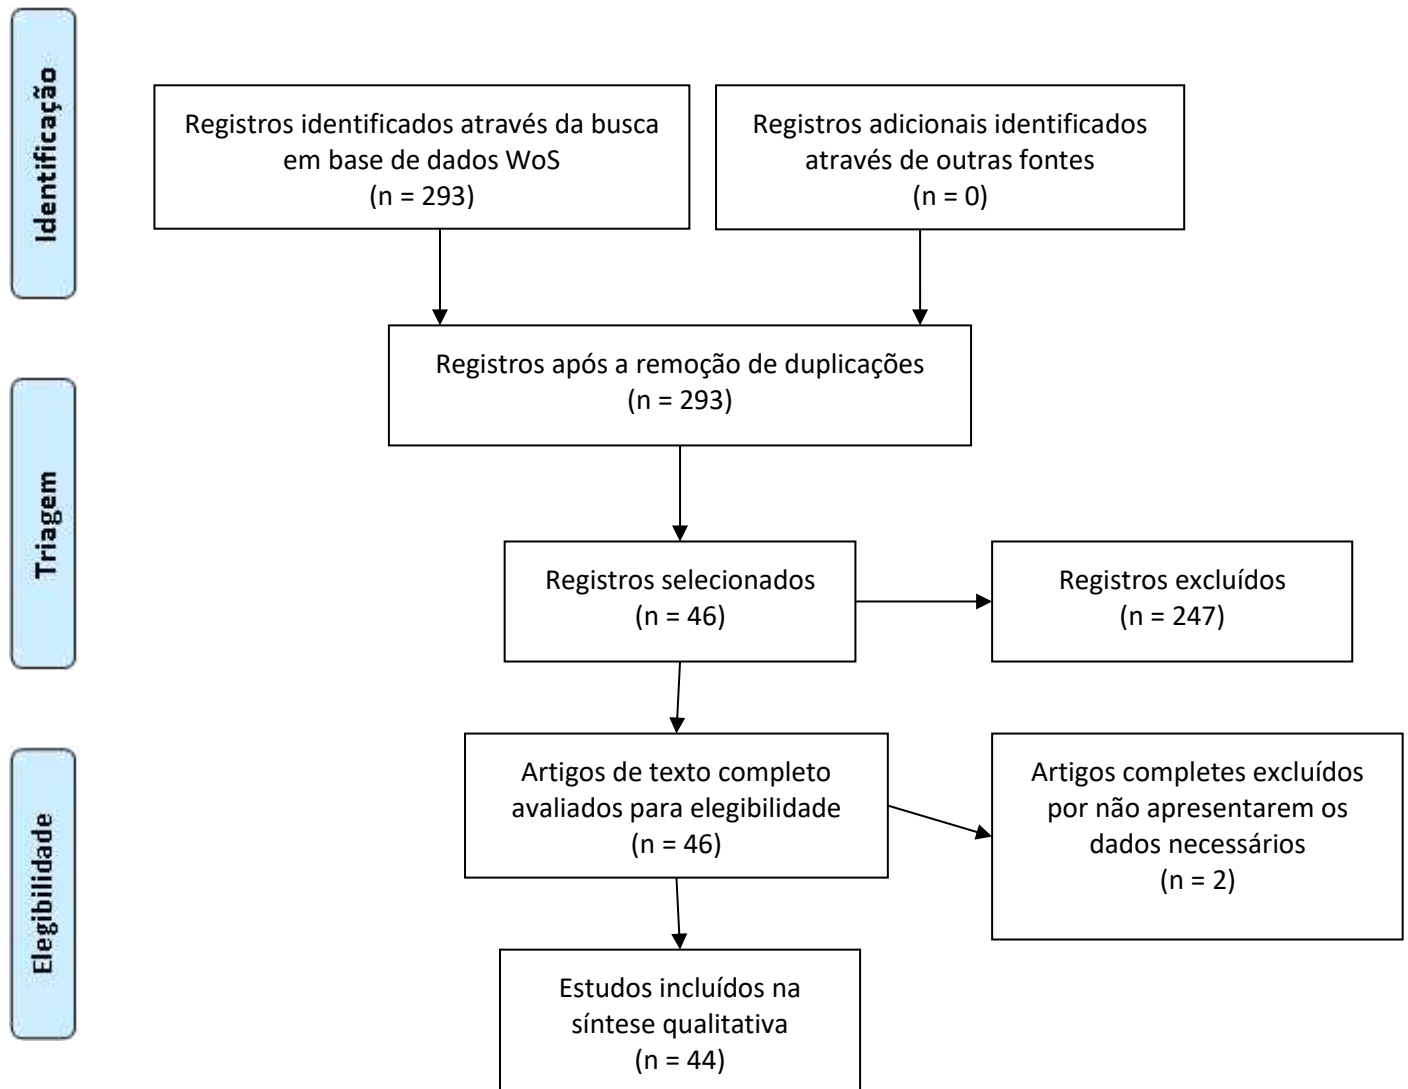 Identificação
Registros identificados através da busca
em base de dados WoS
(n = 293)
Registros adicionais identificados
através de outras fontes
(n = 0)
Registros após a remoção de duplicações
(n = 293)
Triagem
Registros selecionados
(n = 46)
Registros excluídos
(n = 247)
Elegibilidade
Artigos de texto completo
avaliados para elegibilidade
(n = 46)
Artigos completes excluídos
por não apresentarem os
dados necessários
(n = 2)
Estudos incluídos na
síntese qualitativa
(n = 44)